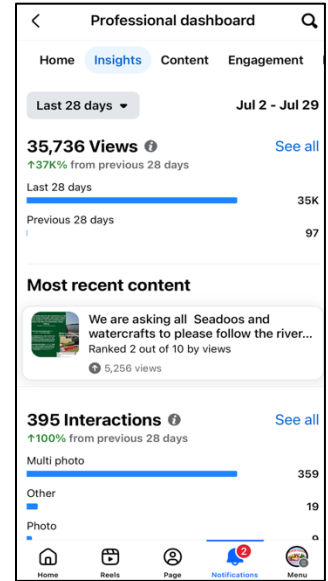 Professional dashboard
Home Insights Content Engagement
Last 28 days Jul 2 - Jul 29
35,736 Views See all
↑37K% from previous 28 days
Last 28 days
35K
Previous 28 days
97
Most recent content
We are asking all Seadoos and
watercrafts to please follow the river...
Ranked 2 out of 10 by views
5,256 views
395 Interactions See all
↑100% from previous 28 days
Multi photo
359
Other
19
Photo
2
Home Reels Page Notifications Menu